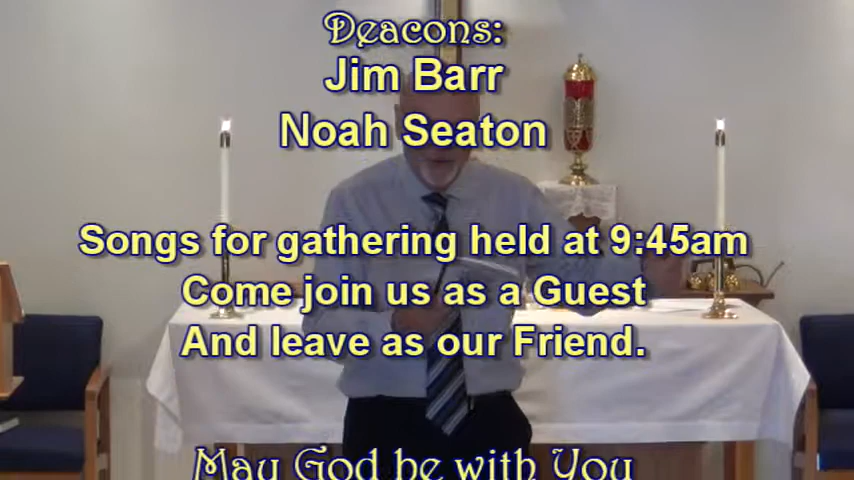 Deacons:
Jim Barr
Noah Seaton
Songs for gathering held at 9:45am
Come join us as a Guest
And leave as our Friend.
May God be with You